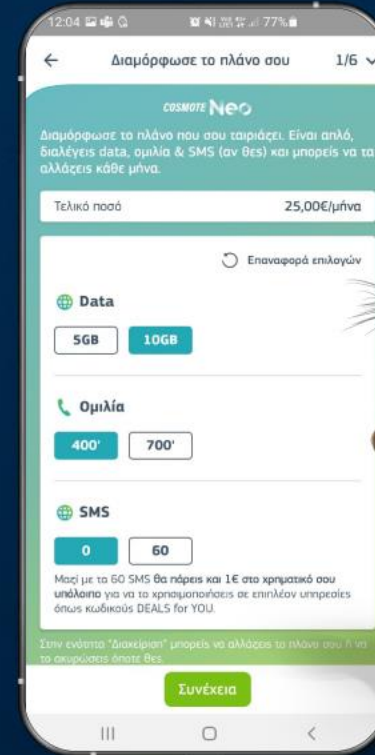 12:04
77%
Διαμόρφωσε το πλάνο σου
1/6
COSMOTE Neo
Διαμόρφωσε το πλάνο που σου ταιριάζει. Είναι απλό,
διαλέγεις data, ομιλία & SMS (αν θες) και μπορείς να τα
αλλάζεις κάθε μήνα.
Τελικό ποσό 25,00€/μήνα
Επαναφορά επιλογών
Data
5GB 10GB
Ομιλία
400' 700'
SMS
0 60
Μαζί με τα 60 SMS θα πάρεις και 1€ στο χρηματικό σου
υπόλοιπο για να το χρησιμοποιήσεις σε επιπλέον υπηρεσίες
όπως κωδικούς DEALS for YOU.
Στην ενότητα "Διαχείριση" μπορείς να αλλάζεις το πλάνο σου ή να
το ακυρώσεις όποτε θες.
Συνέχεια